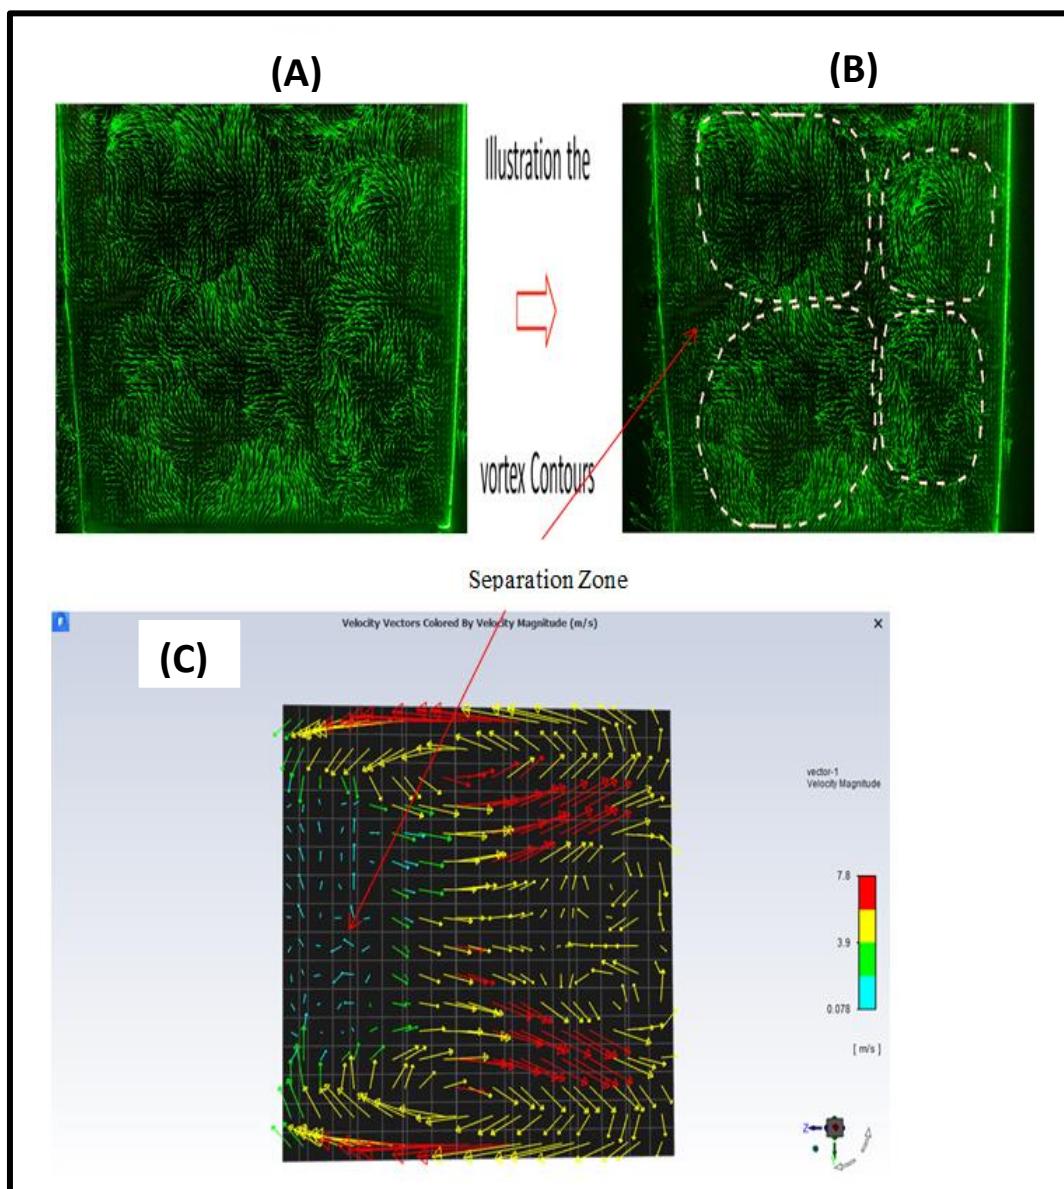 (A)
(B)
Illustration the
vortex Contours
Separation Zone
Velocity Vectors Colored By Velocity Magnitude (m/s)
(C)
vector-1
Velocity Magnitude
7.8
3.9
0.078
[ m/s ]
Z